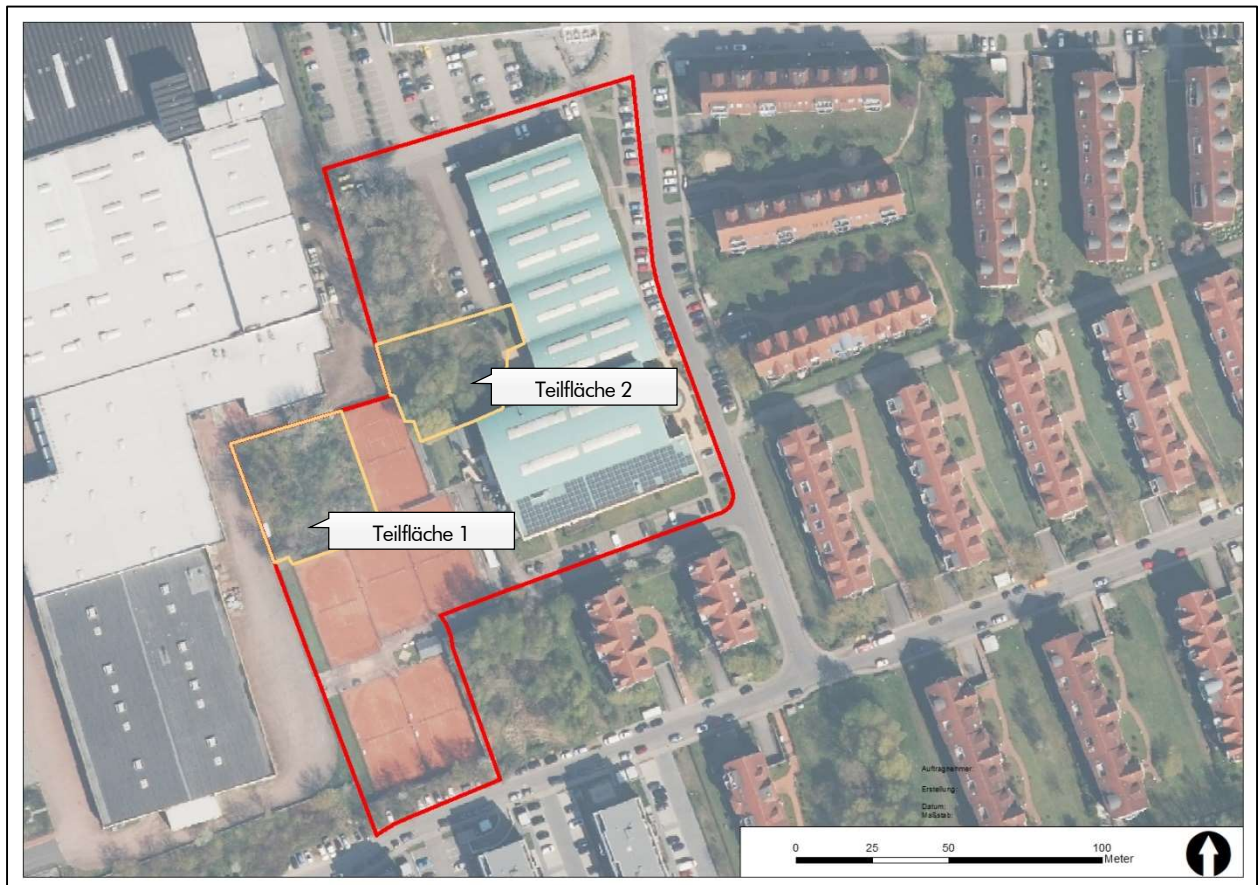 Teilfläche 2
Teilfläche 1
Auftragnehmer:
Erstellung:
Datum:
Maßstab:
0 25 50 100
Meter